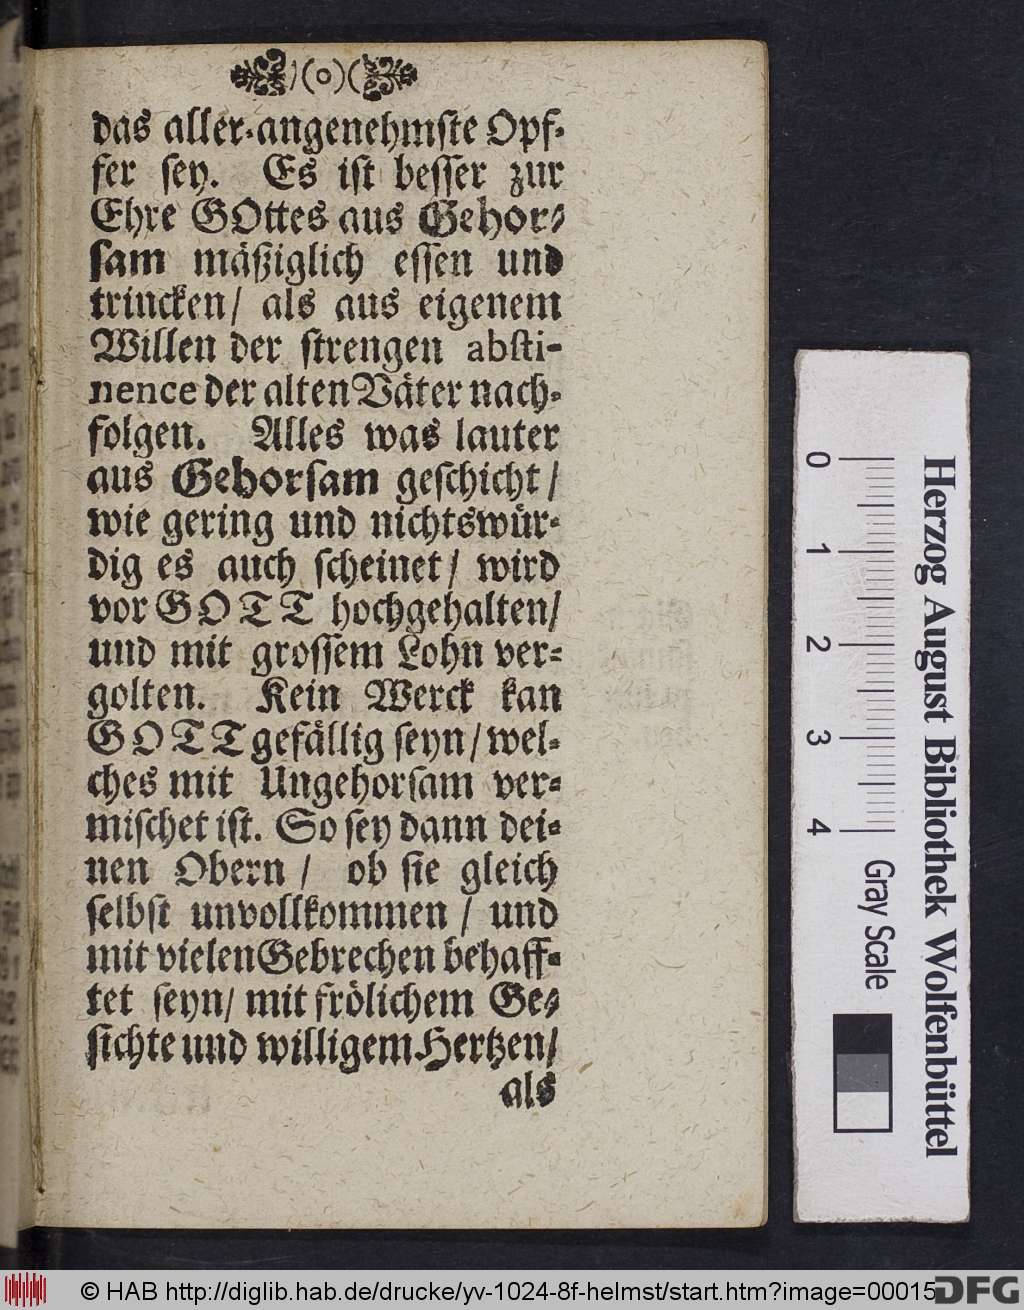 )(o)(
das aller-angenehmste Opf-
fer sey. Es ist besser zur
Ehre GOttes aus Gehor-
sam mäßiglich essen und
trincken/ als aus eigenem
Willen der strengen absti-
nence der alten Väter nach-
folgen. Alles was lauter
aus Gehorsam geschicht/
wie gering und nichtswür-
dig es auch scheinet/ wird
vor GOTT hochgehalten/
und mit grossem Lohn ver-
golten. Kein Werck kan
GOTT gefällig seyn/ wel-
ches mit Ungehorsam ver-
mischet ist. So sey dann dei-
nen Obern/ ob sie gleich
selbst unvollkommen/ und
mit vielen Gebrechen behaff-
tet seyn/ mit frölichem Ge-
sichte und willigem Hertzen/
als
Herzog August Bibliothek Wolfenbüttel
0 1 2 3 4
Gray Scale
© HAB http://diglib.hab.de/drucke/yv-1024-8f-helmst/start.htm?image=00015
DFG